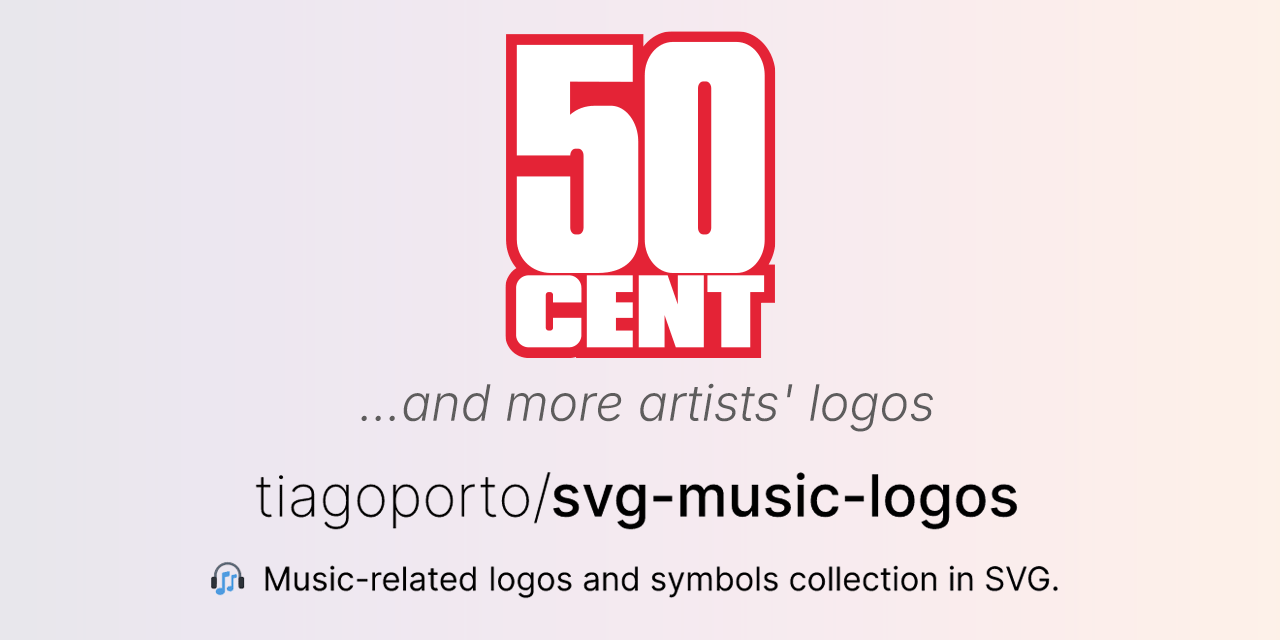 50
CENT
...and more artists' logos
tiagoporto/svg-music-logos
Music-related logos and symbols collection in SVG.